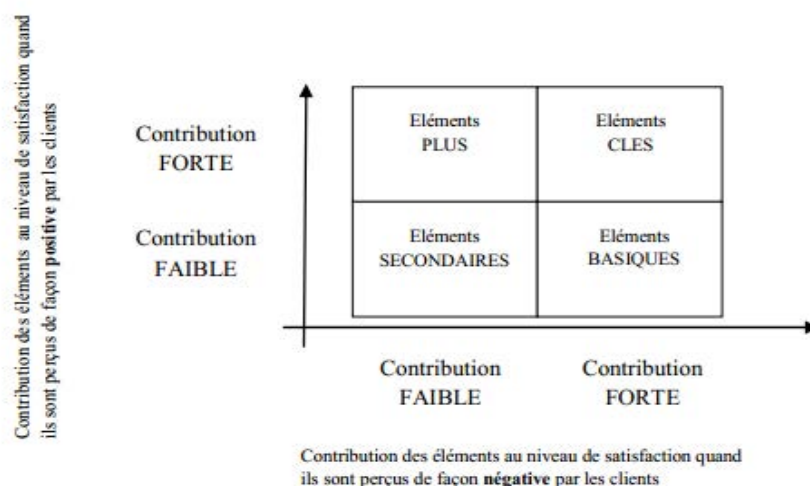 Contribution des éléments au niveau de satisfaction quand
ils sont perçus de façon positive par les clients
Contribution
FORTE
Eléments
PLUS
Eléments
CLES
Contribution
FAIBLE
Eléments
SECONDAIRES
Eléments
BASIQUES
Contribution
FAIBLE
Contribution
FORTE
Contribution des éléments au niveau de satisfaction quand
ils sont perçus de façon négative par les clients